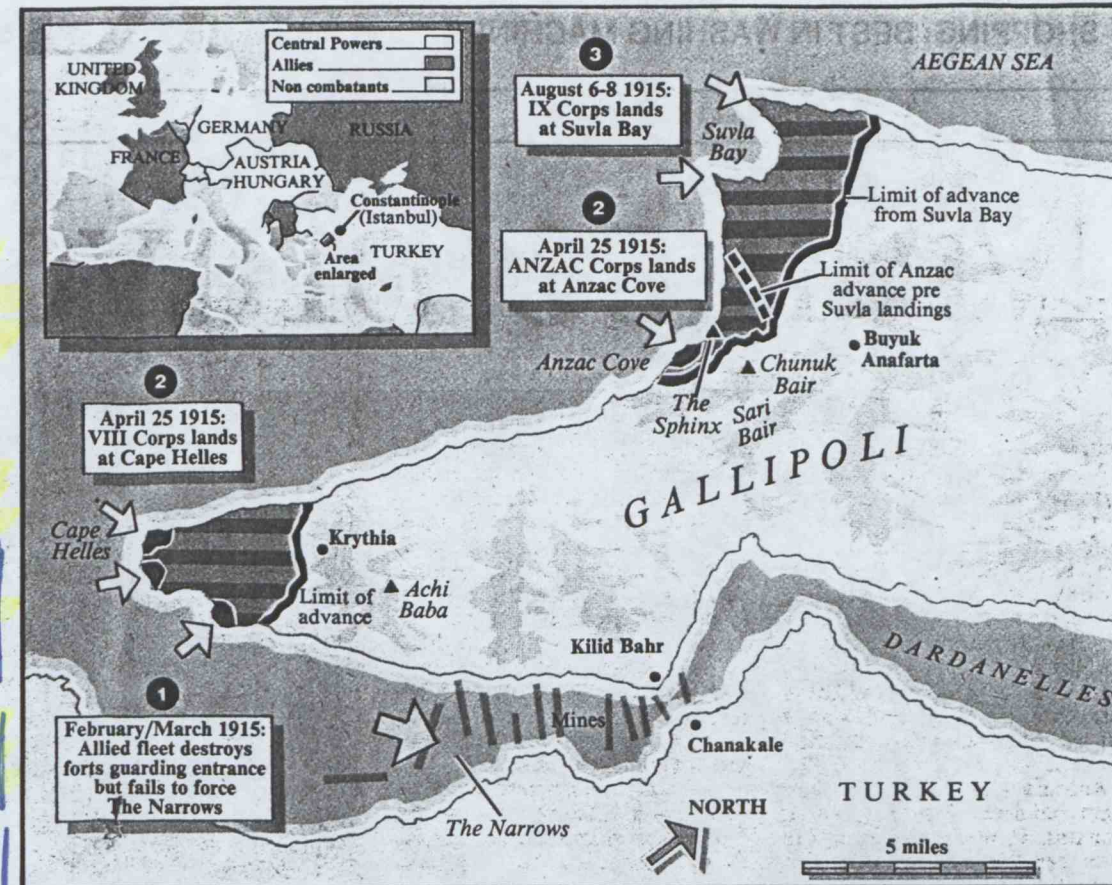 SHOPPING: BEST IN WASHING MACHINES
Central Powers
Allies
Non combatants
UNITED
KINGDOM
GERMANY
RUSSIA
FRANCE
AUSTRIA
HUNGARY
Constantinople
(Istanbul)
TURKEY
Area
enlarged
3
August 6-8 1915:
IX Corps lands
at Suvla Bay
AEGEAN SEA
Suvla
Bay
Limit of advance
from Suvla Bay
2
April 25 1915:
ANZAC Corps lands
at Anzac Cove
Limit of Anzac
advance pre
Suvla landings
Anzac Cove
Buyuk
Anafarta
Chunuk
Bair
The
Sphinx
Sari
Bair
2
April 25 1915:
VIII Corps lands
at Cape Helles
GALLIPOLI
Cape
Helles
Krythia
Achi
Baba
Limit of
advance
Kilid Bahr
DARDANELLES
1
February/March 1915:
Allied fleet destroys
forts guarding entrance
but fails to force
The Narrows
Mines
Chanakale
The Narrows
NORTH
TURKEY
5 miles